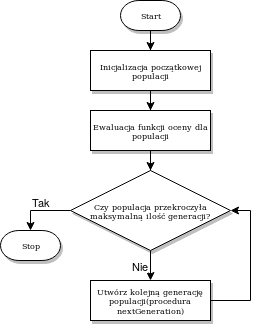 Start
Inicjalizacja początkowej
populacji
Ewaluacja funkcji oceny dla
populacji
Czy populacja przekroczyła
maksymalną ilość generacji?
Tak
Stop
Nie
Utwórz kolejną generację
populacji(procedura
nextGeneration)